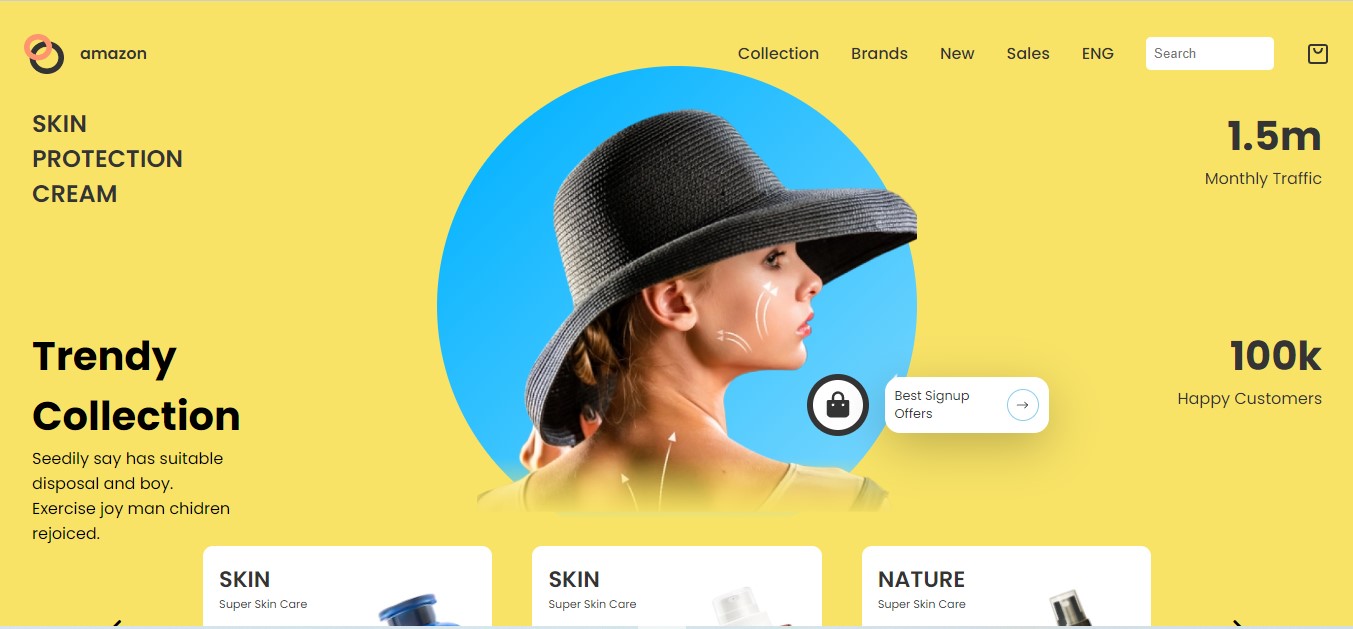 amazon
Collection Brands New Sales ENG Search
SKIN
PROTECTION
CREAM
1.5m
Monthly Traffic
Trendy
Collection
Seedily say has suitable
disposal and boy.
Exercise joy man chidren
rejoiced.
100k
Happy Customers
Best Signup
Offers
SKIN
Super Skin Care
SKIN
Super Skin Care
NATURE
Super Skin Care